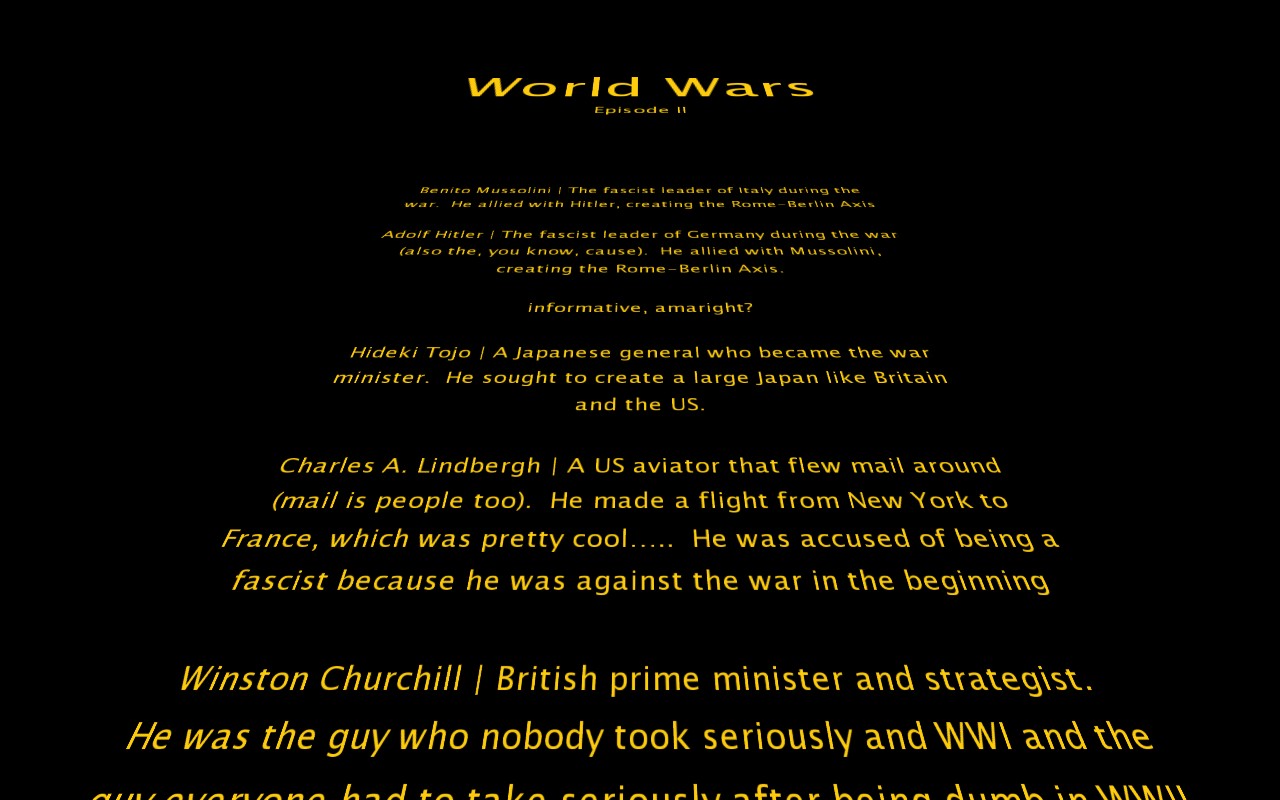 World Wars
Episode II
Benito Mussolini | The fascist leader of Italy during the
war. He allied with Hitler, creating the Rome-Berlin Axis
Adolf Hitler | The fascist leader of Germany during the war
(also the, you know, cause). He allied with Mussolini,
creating the Rome-Berlin Axis.
informative, amaright?
Hideki Tojo | A Japanese general who became the war
minister. He sought to create a large Japan like Britain
and the US.
Charles A. Lindbergh | A US aviator that flew mail around
(mail is people too). He made a flight from New York to
France, which was pretty cool..... He was accused of being a
fascist because he was against the war in the beginning
Winston Churchill | British prime minister and strategist.
He was the guy who nobody took seriously and WWI and the
guy everyone had to take seriously after being dumb in WWII